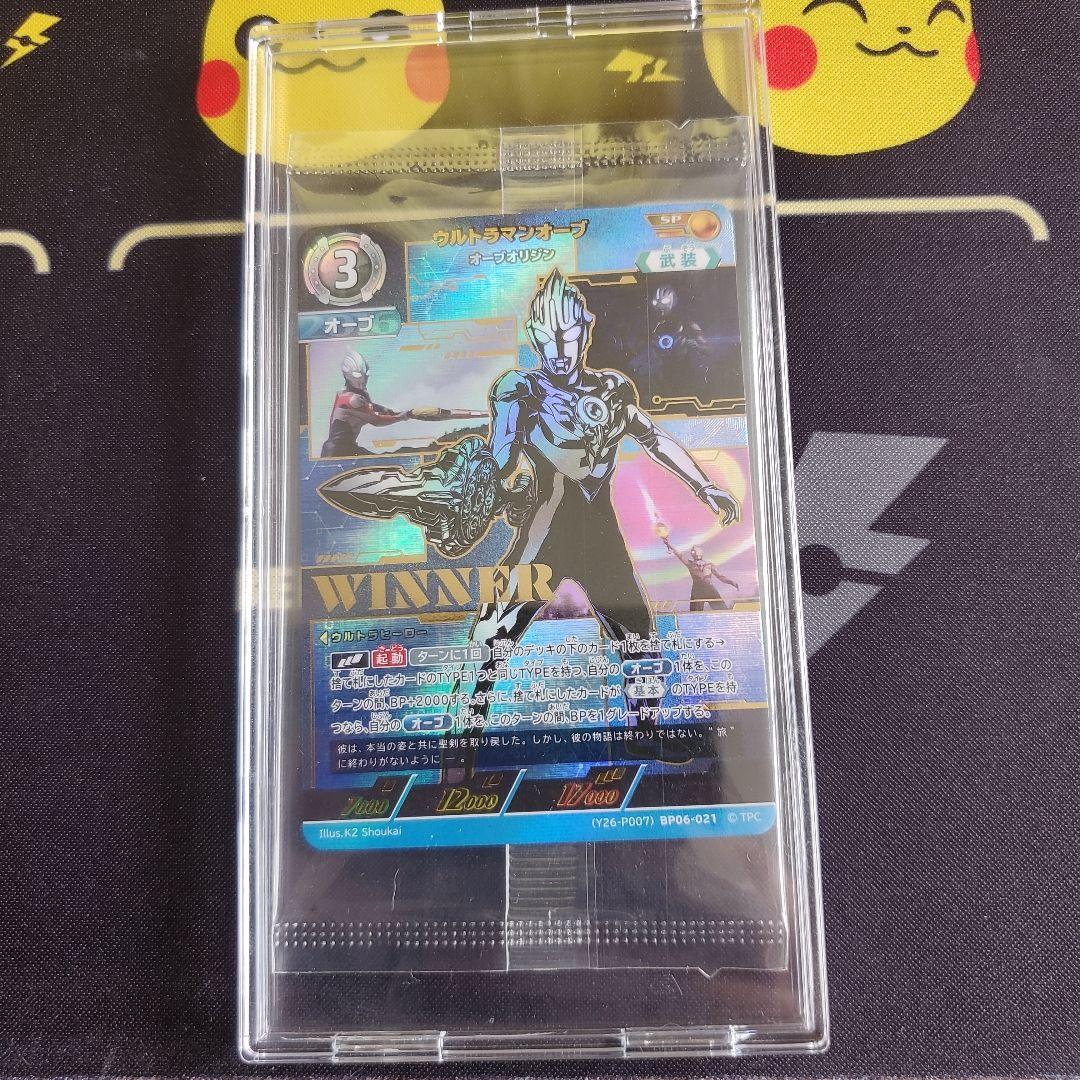 ウルトラマンオーブ
SP
オーブオリジン
武装
3
オーブ
WINNER
ウルトラヒーロー
起動 ターンに1回 自分のデッキの下のカード1枚を捨て札にする→
捨て札にしたカードのTYPE1つと同じTYPEを持つ、自分の オーブ 1体を、この
ターンの間、BP+2000する。さらに、捨て札にしたカードが 基本 のTYPEを持
つなら、自分の オーブ 1体を、このターンの間、BPを1グレードアップする。
彼は、本当の姿と共に聖剣を取り戻した。しかし、彼の物語は終わりではない。“旅”
に終わりがないように ― 。
7000 12000 17000
Illus.K2 Shoukai
(Y26-P007) BP06-021 ©TPC